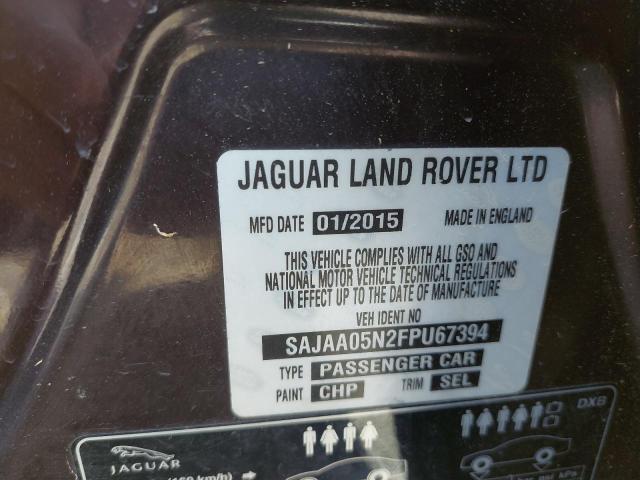 JAGUAR LAND ROVER LTD
MFD DATE 01/2015 MADE IN ENGLAND
THIS VEHICLE COMPLIES WITH ALL GSO AND
NATIONAL MOTOR VEHICLE TECHNICAL REGULATIONS
IN EFFECT UP TO THE DATE OF MANUFACTURE
VEH IDENT NO
SAJAA05N2FPU67394
TYPE PASSENGER CAR
PAINT CHP TRIM SEL
DXB
JAGUAR
km/h)